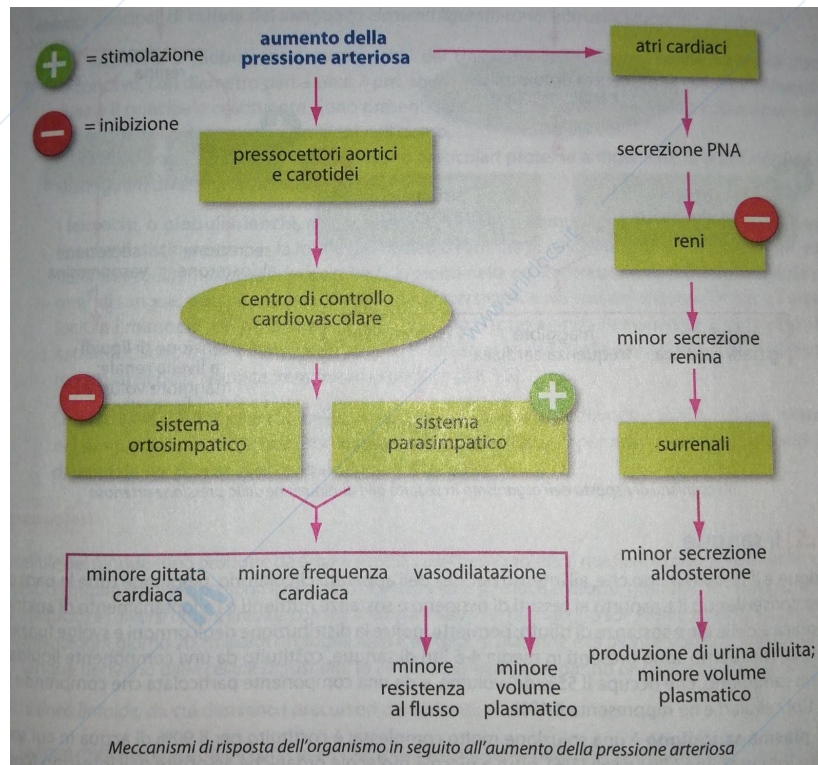 = stimolazione
= inibizione
aumento della
pressione arteriosa
atri cardiaci
pressocettori aortici
e carotidei
secrezione PNA
reni
centro di controllo
cardiovascolare
minor secrezione
renina
sistema
ortosimpatico
sistema
parasimpatico
surrenali
minor secrezione
aldosterone
minore gittata
cardiaca
minore frequenza
cardiaca
vasodilatazione
minore
resistenza
al flusso
minore
volume
plasmatico
produzione di urina diluita;
minore volume
plasmatico
Meccanismi di risposta dell'organismo in seguito all'aumento della pressione arteriosa
www.unidocs.it